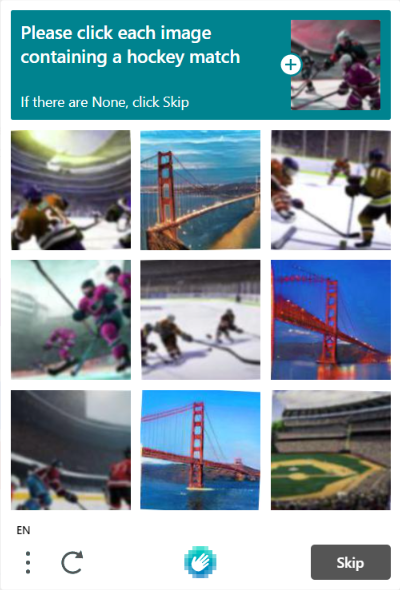 Please click each image
containing a hockey match
If there are None, click Skip
EN
Skip